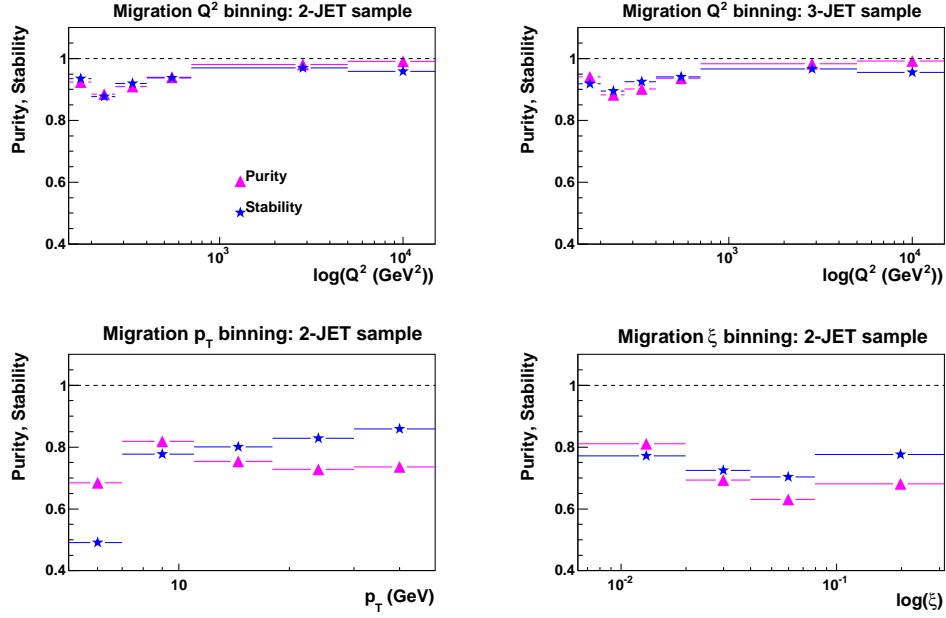 Migration Q² binning: 2-JET sample
Purity, Stability
1
0.8
0.6
0.4
Purity
Stability
10³
10⁴
log(Q² (GeV²))
Migration Q² binning: 3-JET sample
Purity, Stability
1
0.8
0.6
0.4
10³
10⁴
log(Q² (GeV²))
Migration p_T binning: 2-JET sample
Purity, Stability
1
0.8
0.6
0.4
10
p_T (GeV)
Migration ξ binning: 2-JET sample
Purity, Stability
1
0.8
0.6
0.4
10⁻²
10⁻¹
log(ξ)